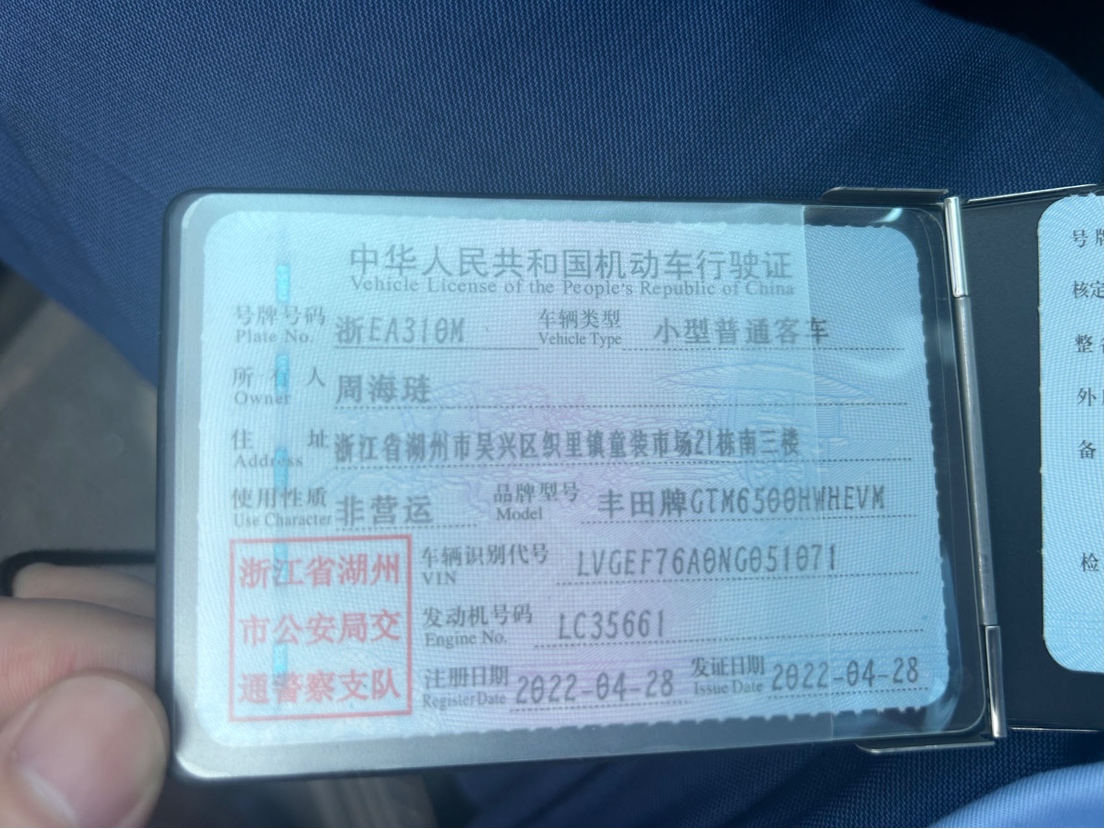 中华人民共和国机动车行驶证
Vehicle License of the People's Republic of China
号牌号码 浙EA310M 车辆类型 小型普通客车
Plate No. Vehicle Type
所有人 周海琏
Owner
住址 浙江省湖州市吴兴区织里镇童装市场21栋南三楼
Address
使用性质 非营运 品牌型号 丰田牌GTM6500HWHEVM
Use Character Model
浙江省湖州
市公安局交
通警察支队
车辆识别代号 LVGEF76A0NG051071
VIN
发动机号码 LC35661
Engine No.
注册日期 2022-04-28 发证日期 2022-04-28
Register Date Issue Date
号牌
核定
整备
外
备
检